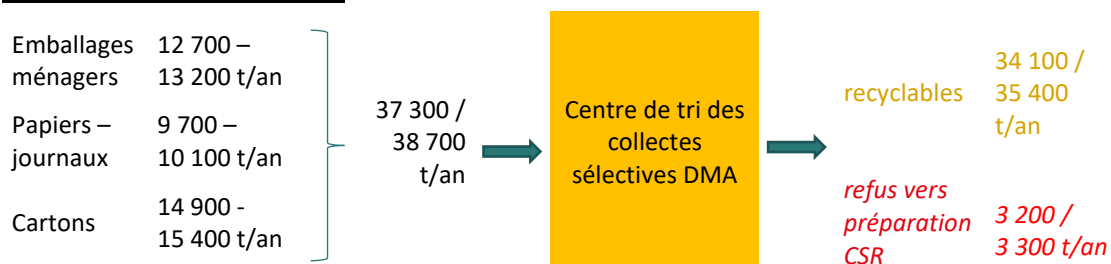 Emballages
ménagers
12 700 –
13 200 t/an
Papiers –
journaux
9 700 –
10 100 t/an
Cartons
14 900 -
15 400 t/an
37 300 /
38 700
t/an
Centre de tri des
collectes
sélectives DMA
recyclables
34 100 /
35 400
t/an
refus vers
préparation
CSR
3 200 /
3 300 t/an